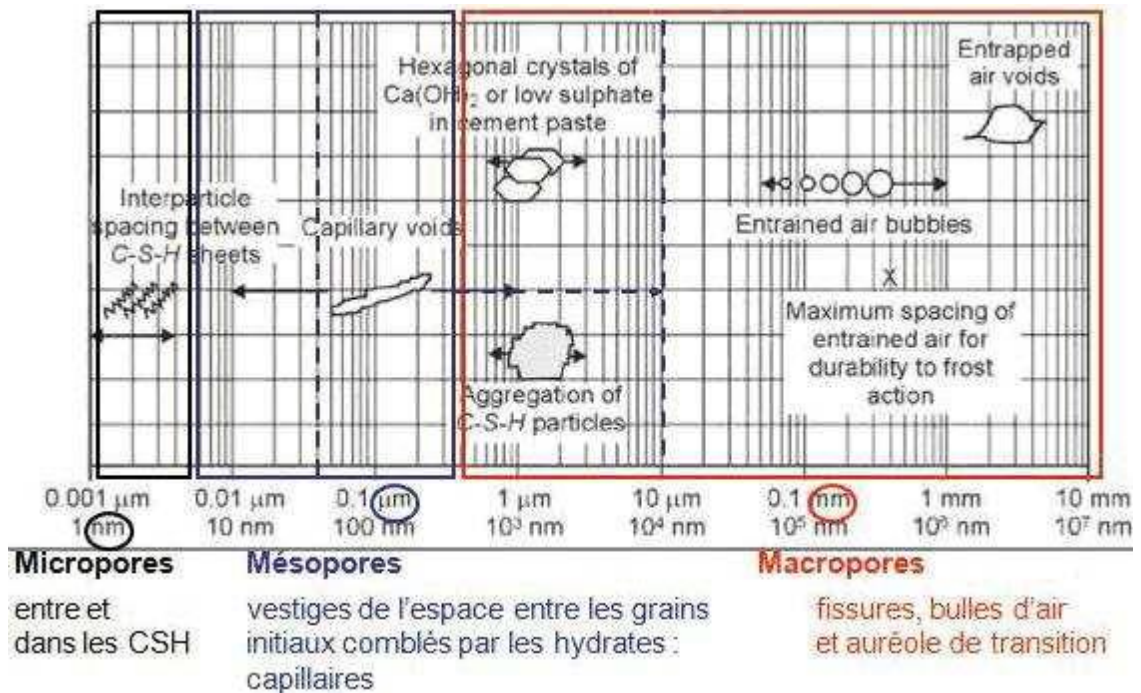 Entrapped
air voids
Hexagonal crystals of
Ca(OH)₂ or low sulphate
in cement paste
Interparticle
spacing between
C-S-H sheets
Capillary voids
Entrained air bubbles
X
Maximum spacing of
entrained air for
durability to frost
action
Aggregation of
C-S-H particles
0.001 µm 0.01 µm 0.1 µm 1 µm 10 µm 0.1 mm 1 mm 10 mm
1 nm 10 nm 100 nm 10³ nm 10⁴ nm 10⁵ nm 10⁶ nm 10⁷ nm
Micropores
entre et
dans les CSH
Mésopores
vestiges de l'espace entre les grains
initiaux comblés par les hydrates :
capillaires
Macropores
fissures, bulles d'air
et auréole de transition